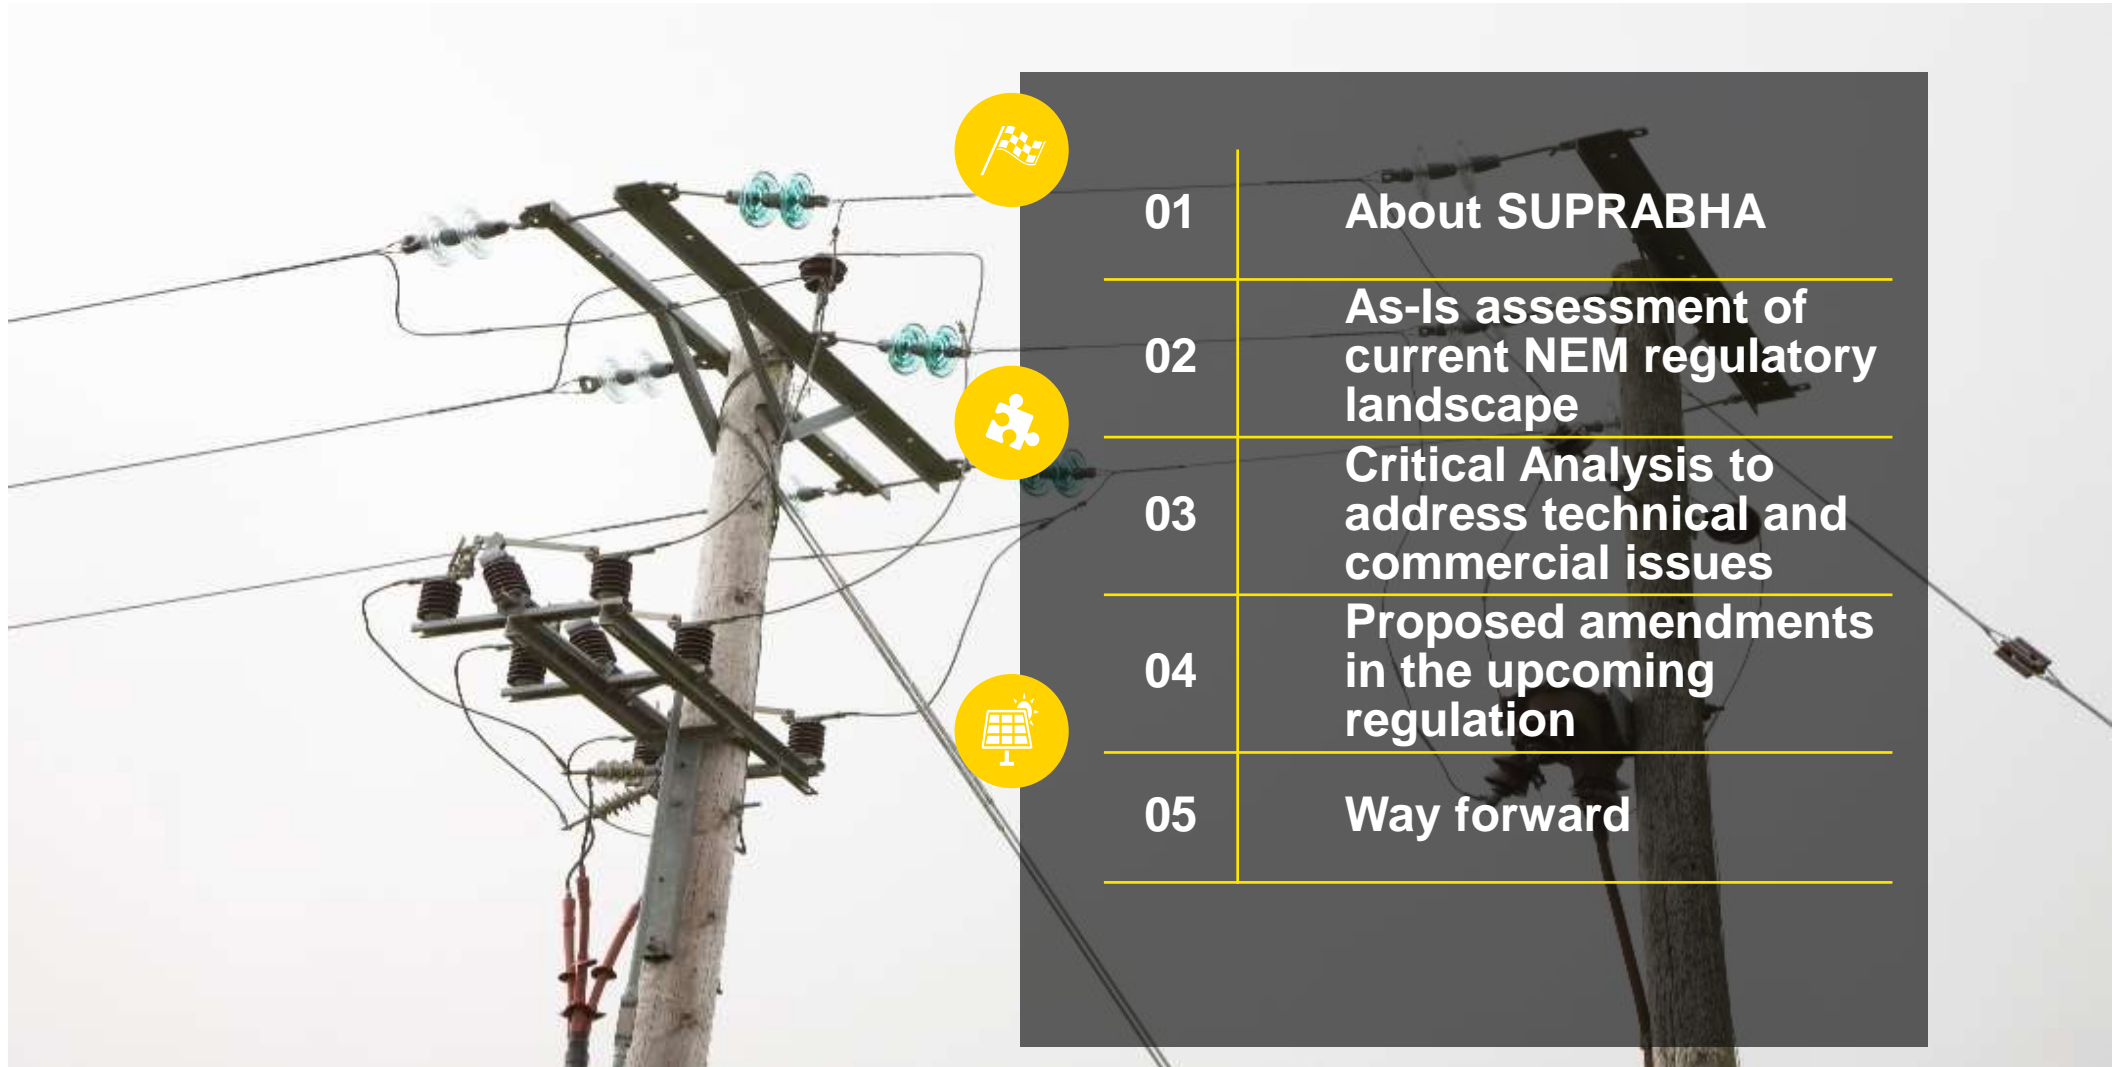 01 About SUPRABHA
02 As-Is assessment of
current NEM regulatory
landscape
03 Critical Analysis to
address technical and
commercial issues
04 Proposed amendments
in the upcoming
regulation
05 Way forward